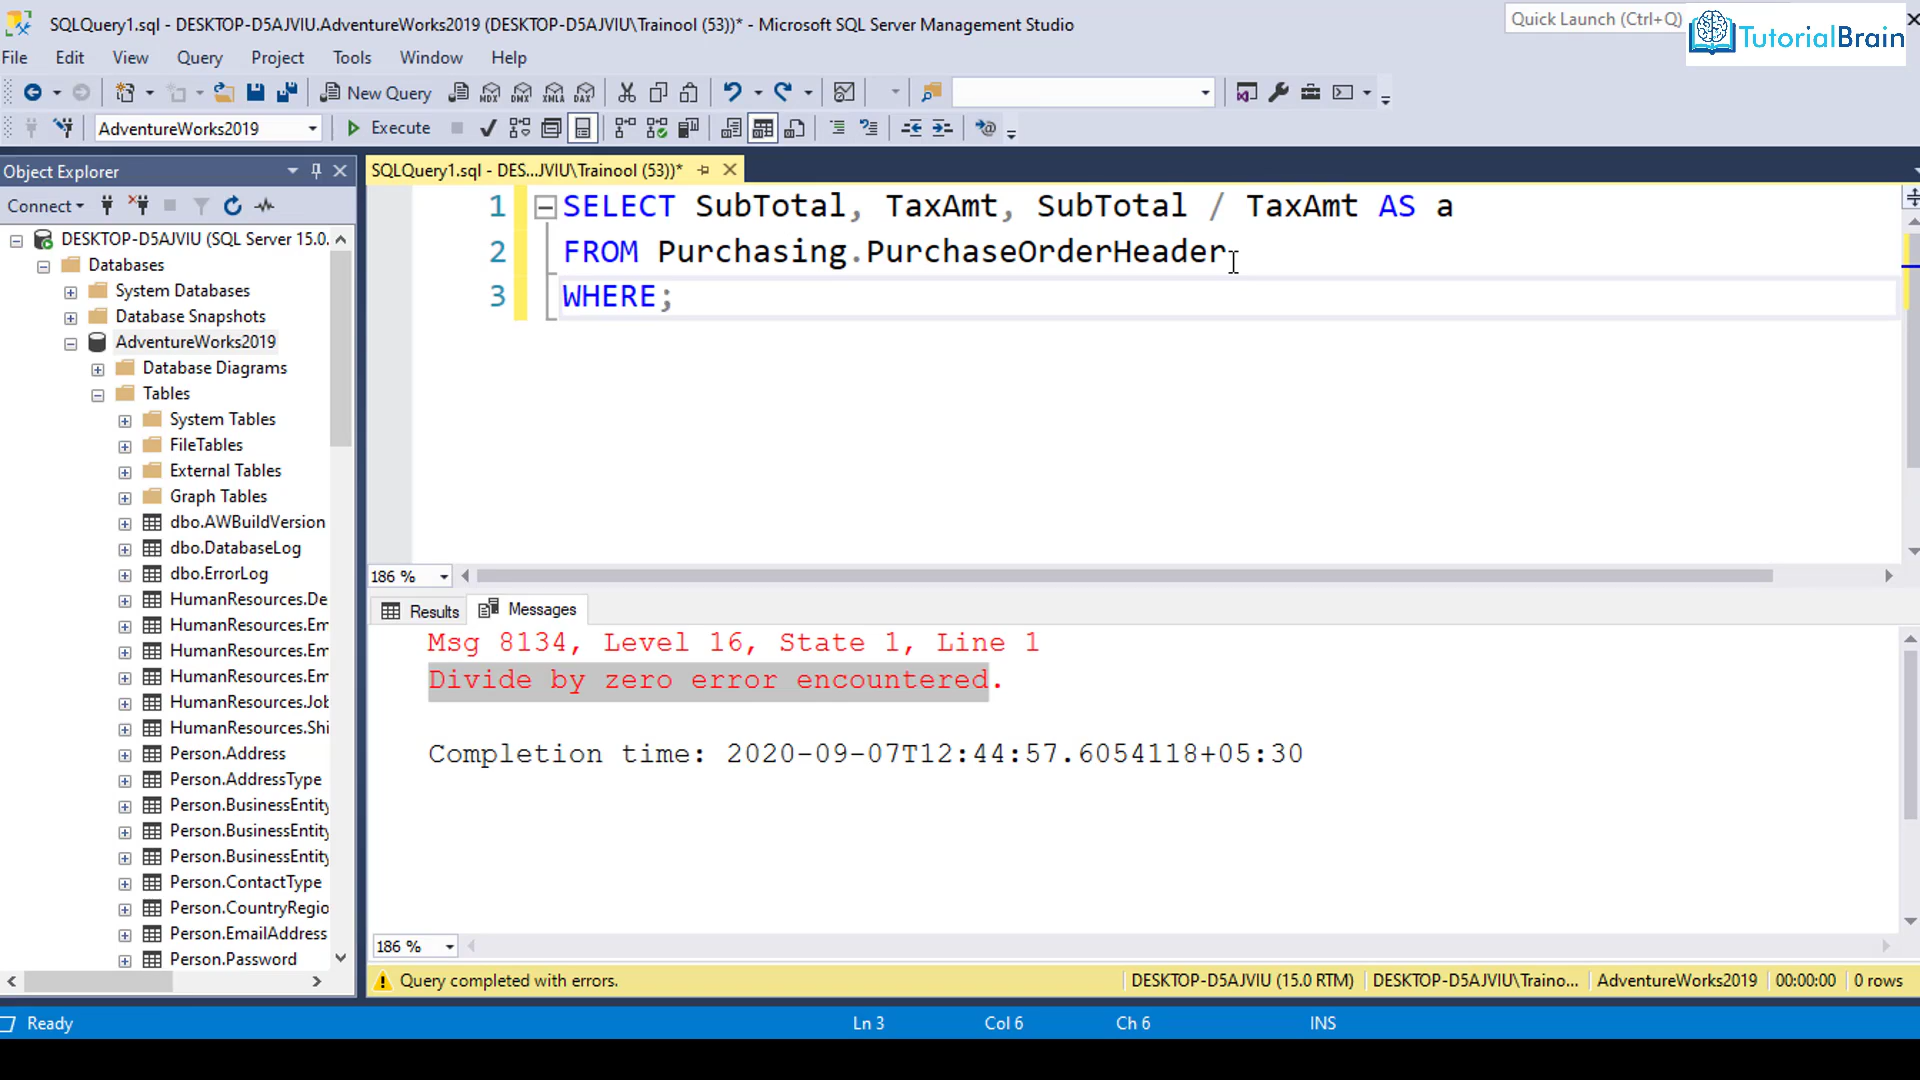 SQLQuery1.sql - DESKTOP-D5AJVIU.AdventureWorks2019 (DESKTOP-D5AJVIU\Trainool (53))* - Microsoft SQL Server Management Studio
Quick Launch (Ctrl+Q)
TutorialBrain
File Edit View Query Project Tools Window Help
New Query MDX DMX XMLA DAX
AdventureWorks2019 Execute
Object Explorer
SQLQuery1.sql - DES...JVIU\Trainool (53))*
Connect
1 SELECT SubTotal, TaxAmt, SubTotal / TaxAmt AS a
2 FROM Purchasing.PurchaseOrderHeader
3 WHERE;
DESKTOP-D5AJVIU (SQL Server 15.0.
Databases
System Databases
Database Snapshots
AdventureWorks2019
Database Diagrams
Tables
System Tables
FileTables
External Tables
Graph Tables
dbo.AWBuildVersion
dbo.DatabaseLog
dbo.ErrorLog
HumanResources.De
HumanResources.Em
HumanResources.Em
HumanResources.Em
HumanResources.Job
HumanResources.Shi
Person.Address
Person.AddressType
Person.BusinessEntity
Person.BusinessEntity
Person.BusinessEntity
Person.ContactType
Person.CountryRegio
Person.EmailAddress
Person.Password
186 %
Results Messages
Msg 8134, Level 16, State 1, Line 1
Divide by zero error encountered.
Completion time: 2020-09-07T12:44:57.6054118+05:30
186 %
Query completed with errors. DESKTOP-D5AJVIU (15.0 RTM) DESKTOP-D5AJVIU\Traino... AdventureWorks2019 00:00:00 0 rows
Ready Ln 3 Col 6 Ch 6 INS